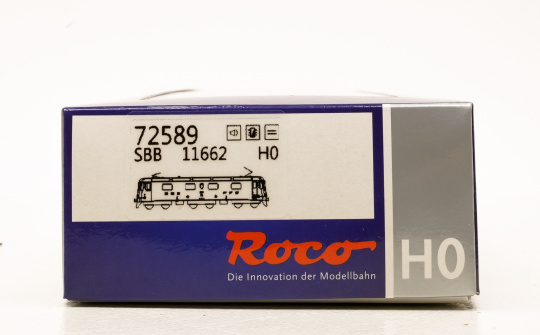 72589
SBB 11662 H0
Roco
Die Innovation der Modellbahn
H0